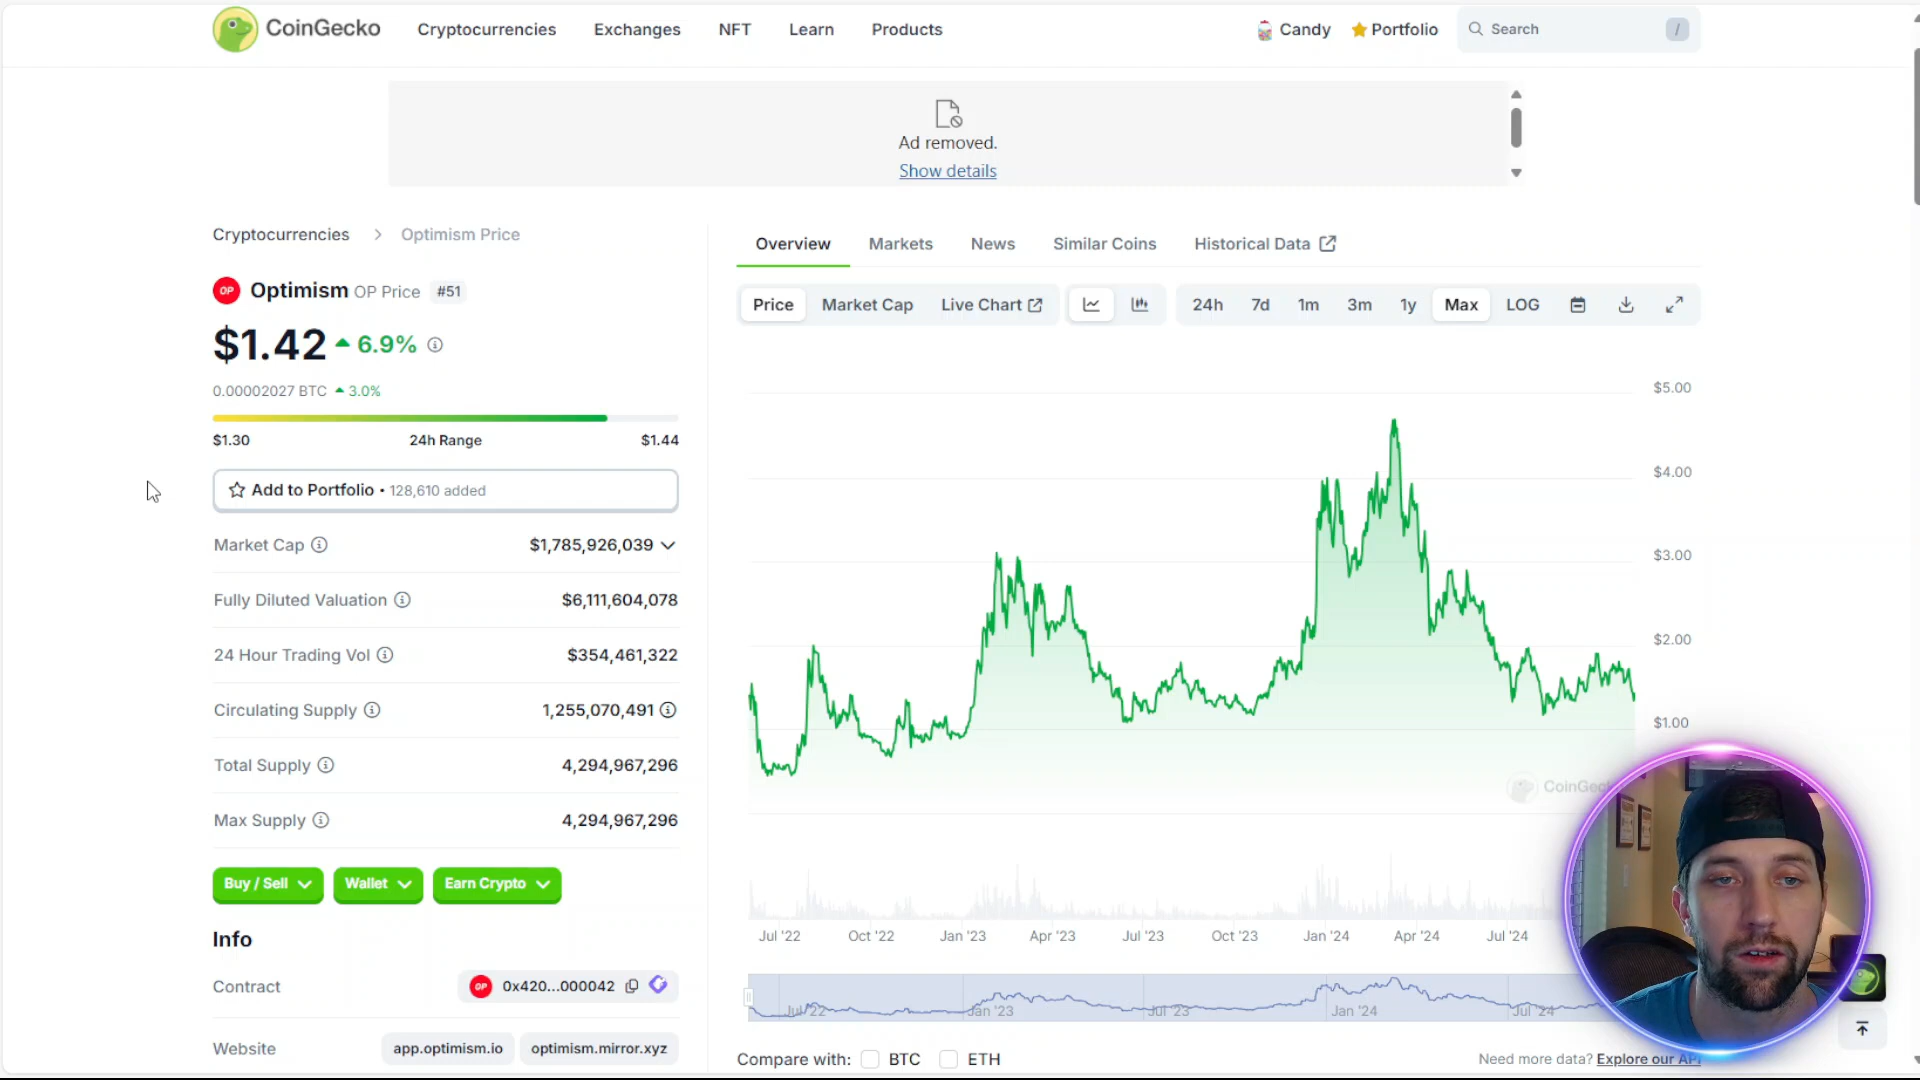 CoinGecko
Cryptocurrencies
Exchanges
NFT
Learn
Products
Candy
Portfolio
Search
/
Ad removed.
Show details
Cryptocurrencies
Optimism Price
OP
Optimism OP Price #51
$1.42 6.9%
0.00002027 BTC 3.0%
$1.30 24h Range $1.44
Add to Portfolio • 128,610 added
Market Cap $1,785,926,039
Fully Diluted Valuation $6,111,604,078
24 Hour Trading Vol $354,461,322
Circulating Supply 1,255,070,491
Total Supply 4,294,967,296
Max Supply 4,294,967,296
Buy / Sell
Wallet
Earn Crypto
Info
Contract OP 0x420...000042
Website app.optimism.io optimism.mirror.xyz
Overview
Markets
News
Similar Coins
Historical Data
Price
Market Cap
Live Chart
24h
7d
1m
3m
1y
Max
LOG
$5.00
$4.00
$3.00
$2.00
$1.00
CoinGec
Jul '22
Oct '22
Jan '23
Apr '23
Jul '23
Oct '23
Jan '24
Apr '24
Jul '24
Jul '22
Jan '23
Jul '23
Jan '24
Jul '24
Compare with: BTC ETH
Need more data? Explore our API